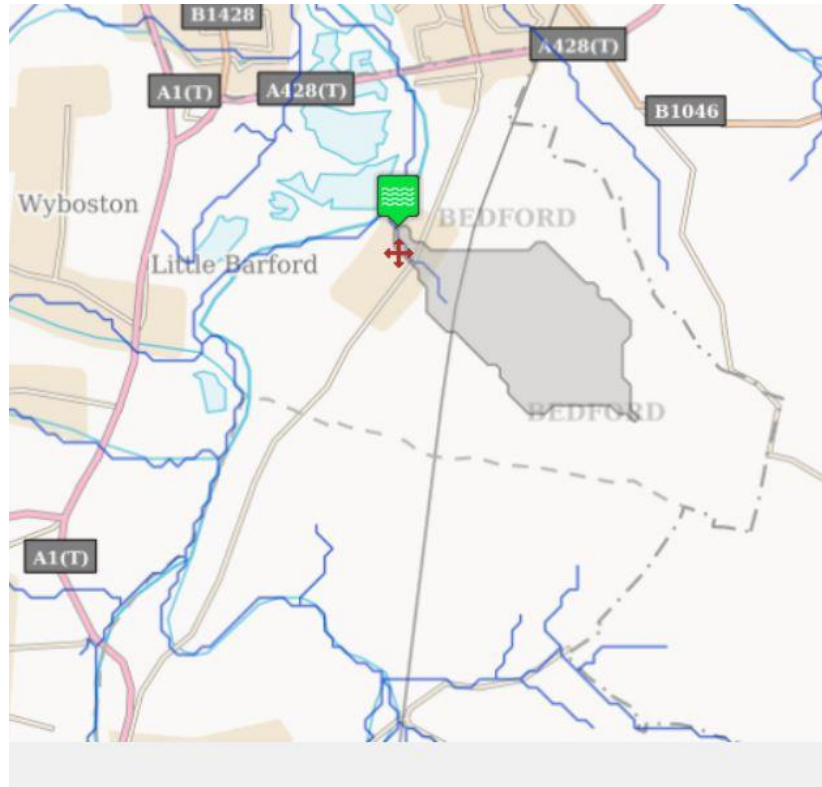 B1428
A428(T)
A1(T)
A428(T)
B1046
Wyboston
BEDFORD
Little Barford
BEDFORD
A1(T)